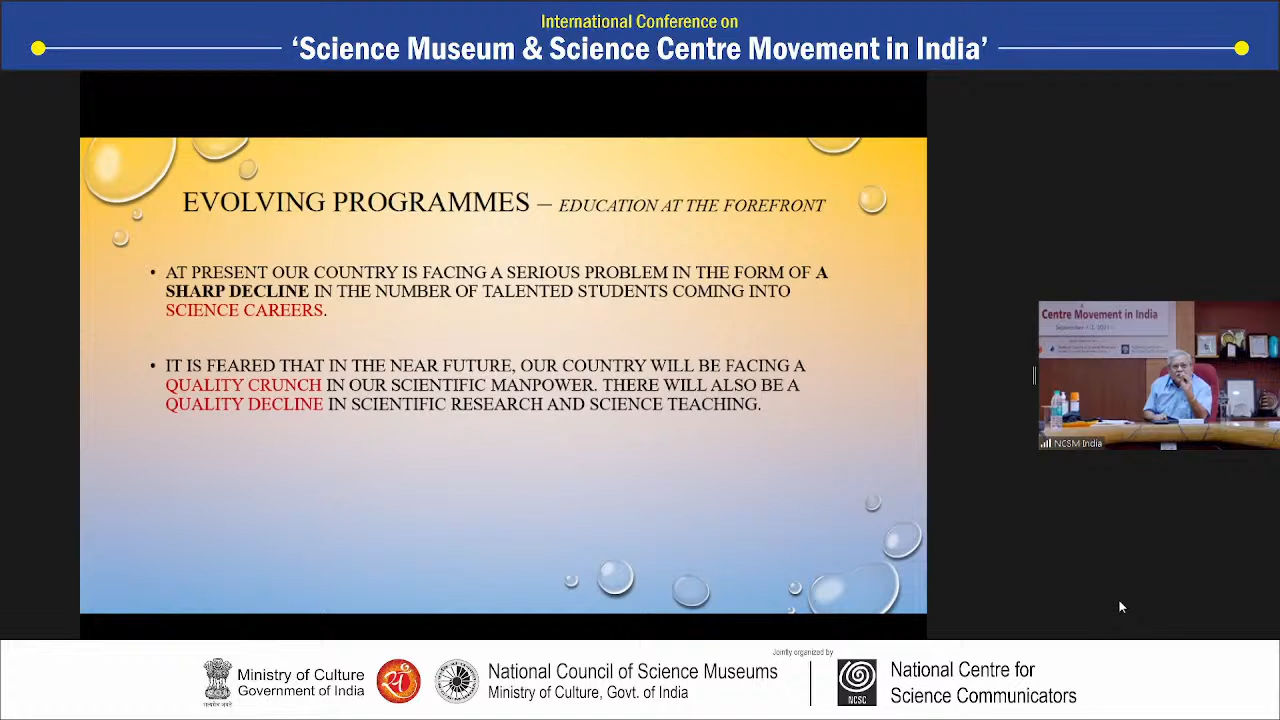 International Conference on
‘Science Museum & Science Centre Movement in India’
EVOLVING PROGRAMMES – EDUCATION AT THE FOREFRONT
• AT PRESENT OUR COUNTRY IS FACING A SERIOUS PROBLEM IN THE FORM OF A
SHARP DECLINE IN THE NUMBER OF TALENTED STUDENTS COMING INTO
SCIENCE CAREERS.
• IT IS FEARED THAT IN THE NEAR FUTURE, OUR COUNTRY WILL BE FACING A
QUALITY CRUNCH IN OUR SCIENTIFIC MANPOWER. THERE WILL ALSO BE A
QUALITY DECLINE IN SCIENTIFIC RESEARCH AND SCIENCE TEACHING.
Centre Movement in India
NCSM India
Jointly organized by
Ministry of Culture
Government of India
सत्यमेव जयते
National Council of Science Museums
Ministry of Culture, Govt. of India
NCSC
National Centre for
Science Communicators